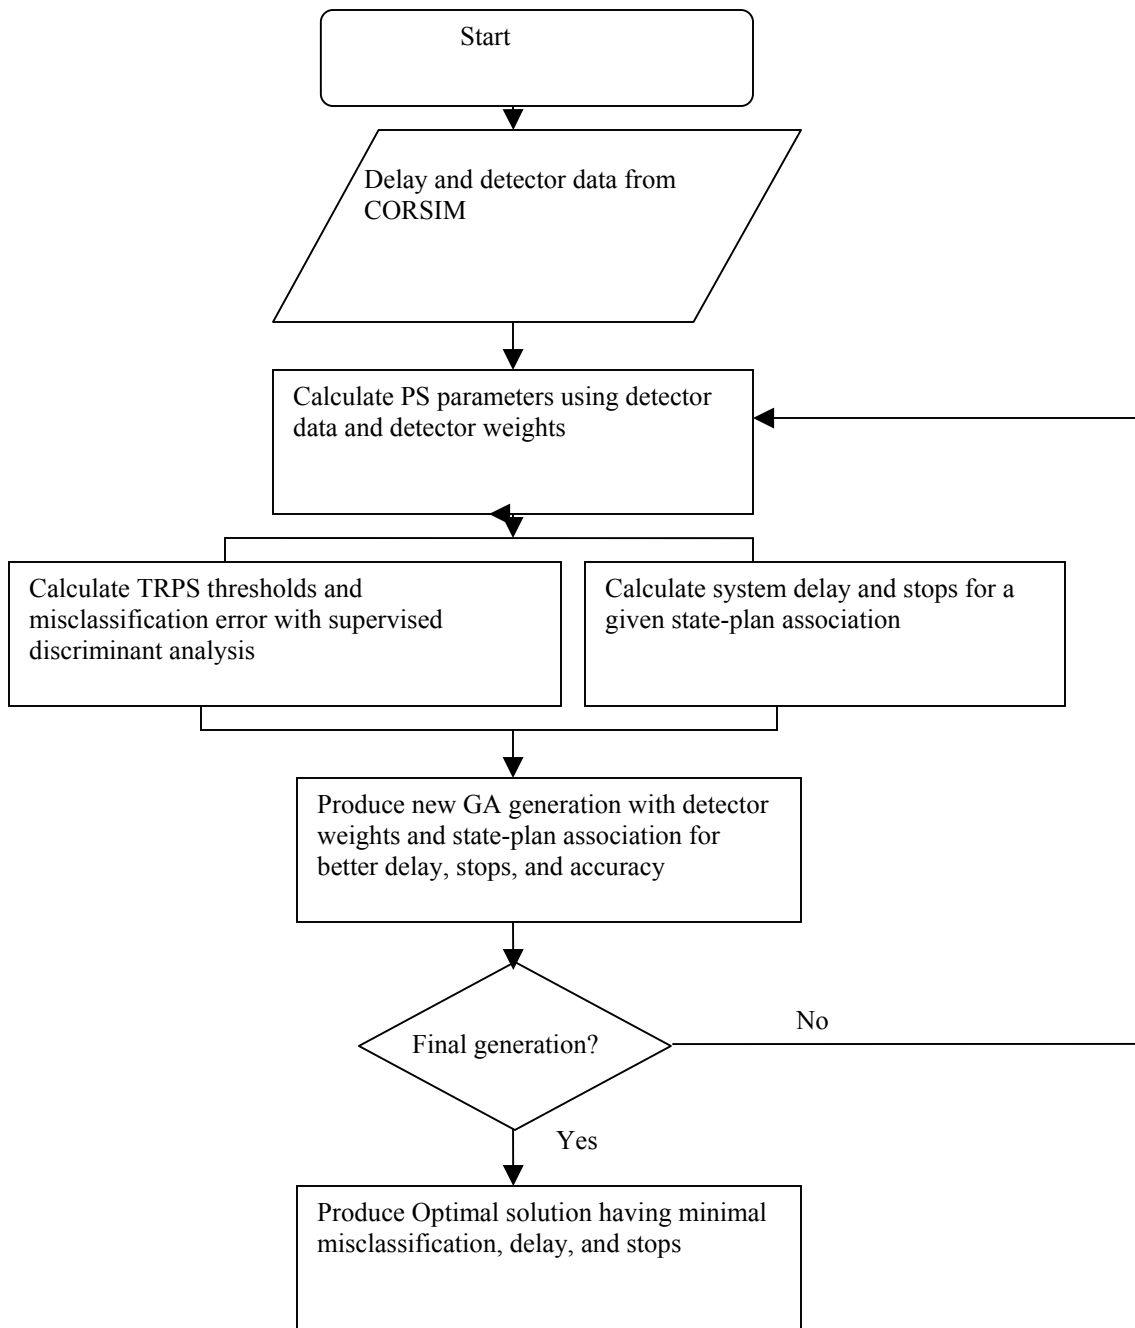 Start
Delay and detector data from
CORSIM
Calculate PS parameters using detector
data and detector weights
Calculate TRPS thresholds and
misclassification error with supervised
discriminant analysis
Calculate system delay and stops for a
given state-plan association
Produce new GA generation with detector
weights and state-plan association for
better delay, stops, and accuracy
Final generation?
No
Yes
Produce Optimal solution having minimal
misclassification, delay, and stops